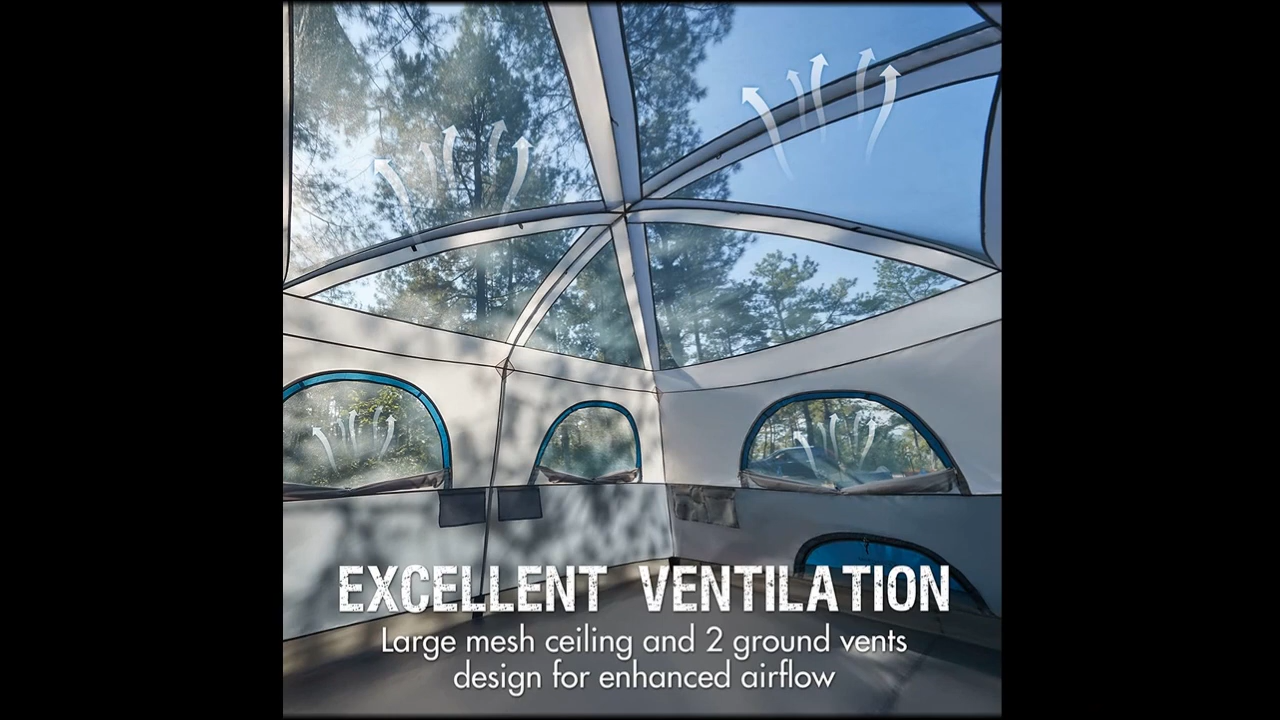 EXCELLENT VENTILATION
Large mesh ceiling and 2 ground vents
design for enhanced airflow